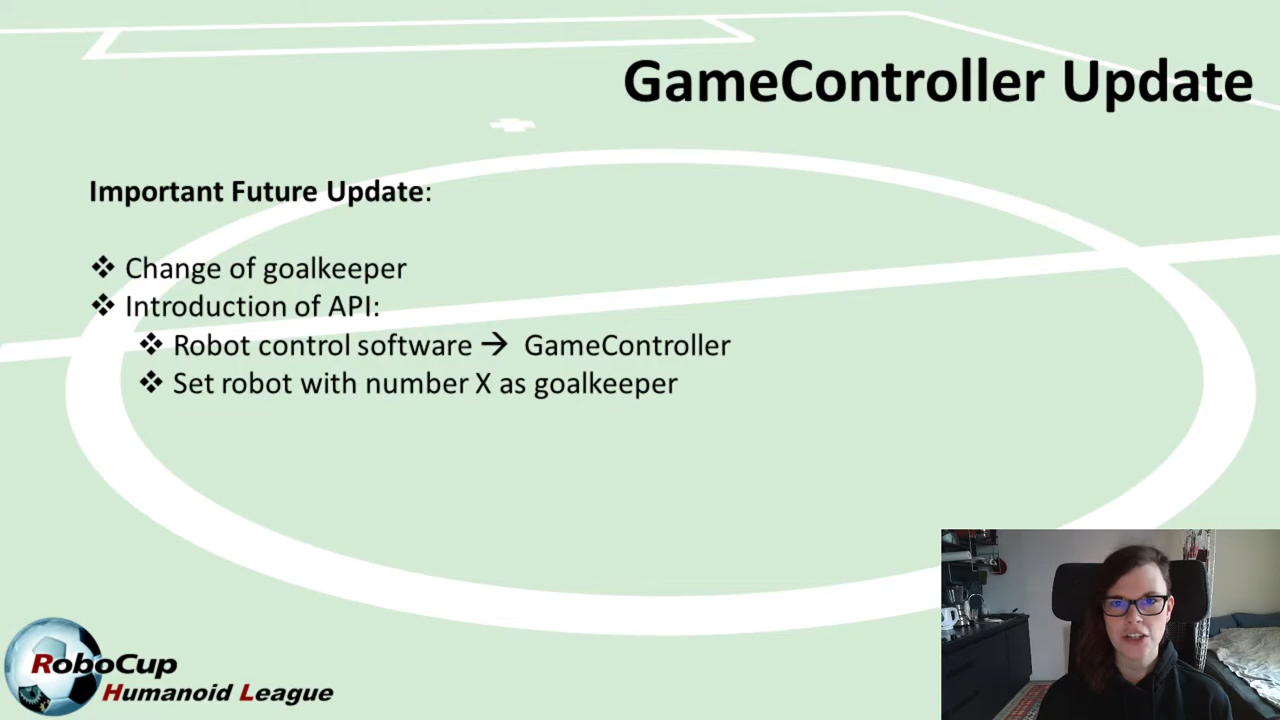 GameController Update
Important Future Update:
❖ Change of goalkeeper
❖ Introduction of API:
❖ Robot control software → GameController
❖ Set robot with number X as goalkeeper
RoboCup
Humanoid League